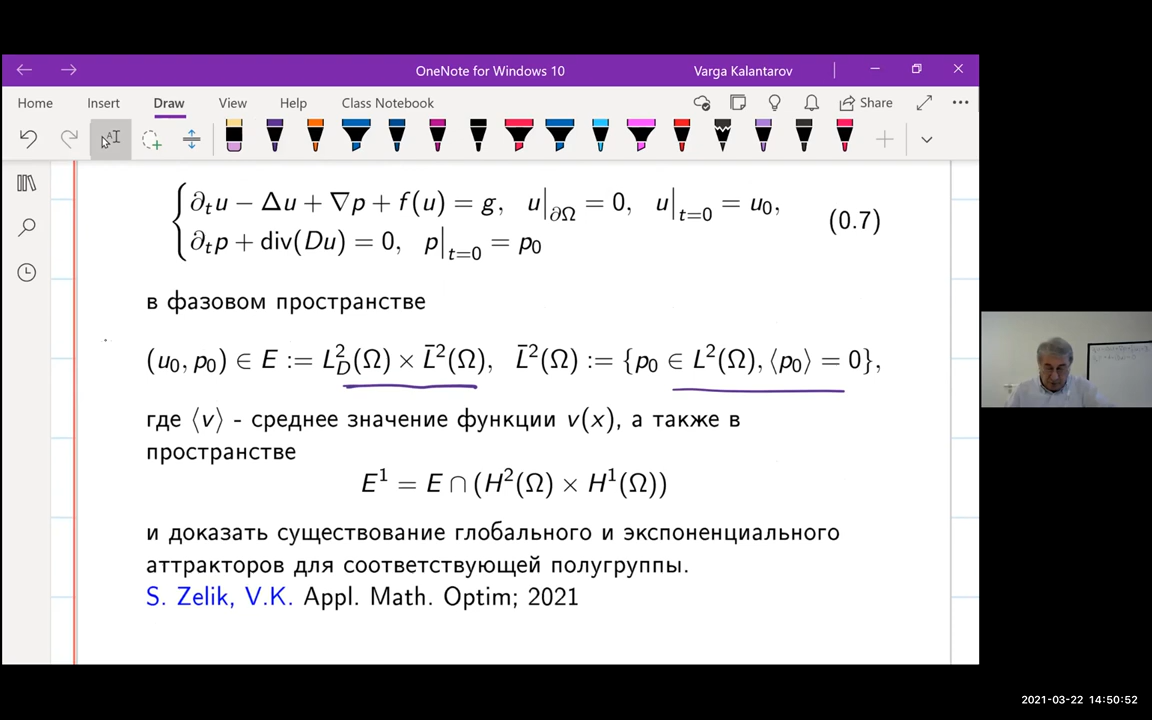 OneNote for Windows 10
Varga Kalantarov
Home Insert Draw View Help Class Notebook Share
∂ₜu − Δu + ∇p + f(u) = g, u|∂Ω = 0, u|ₜ₌₀ = u₀,
∂ₜp + div(Du) = 0, p|ₜ₌₀ = p₀
(0.7)
в фазовом пространстве
(u₀, p₀) ∈ E := L²_D(Ω) × L̄²(Ω), L̄²(Ω) := {p₀ ∈ L²(Ω), ⟨p₀⟩ = 0},
где ⟨v⟩ - среднее значение функции v(x), а также в
пространстве
E¹ = E ∩ (H²(Ω) × H¹(Ω))
и доказать существование глобального и экспоненциального
аттракторов для соответствующей полугруппы.
S. Zelik, V.K. Appl. Math. Optim; 2021
2021-03-22 14:50:52